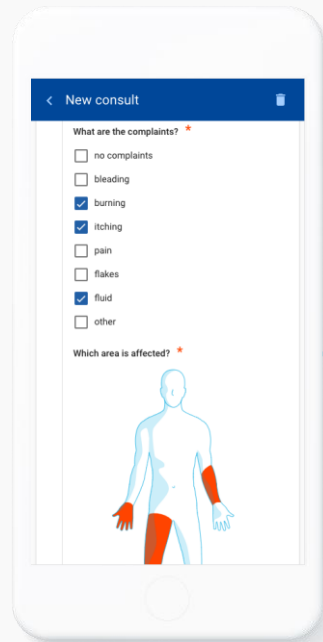 New consult
What are the complaints? *
no complaints
bleading
burning
itching
pain
flakes
fluid
other
Which area is affected? *